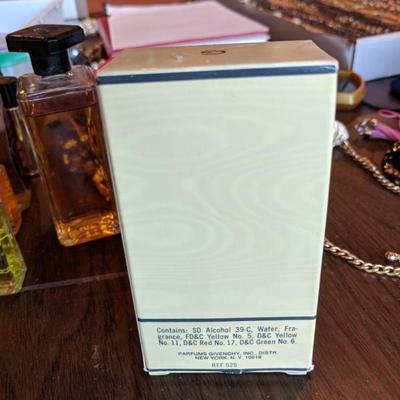 G
Contains: SD Alcohol 39-C, Water, Fra-
grance, FD&C Yellow No. 5, D&C Yellow
No. 11, D&C Red No. 17, D&C Green No. 6.
PARFUMS GIVENCHY, INC., DISTR.
NEW YORK, N. Y. 10019
REF. 525